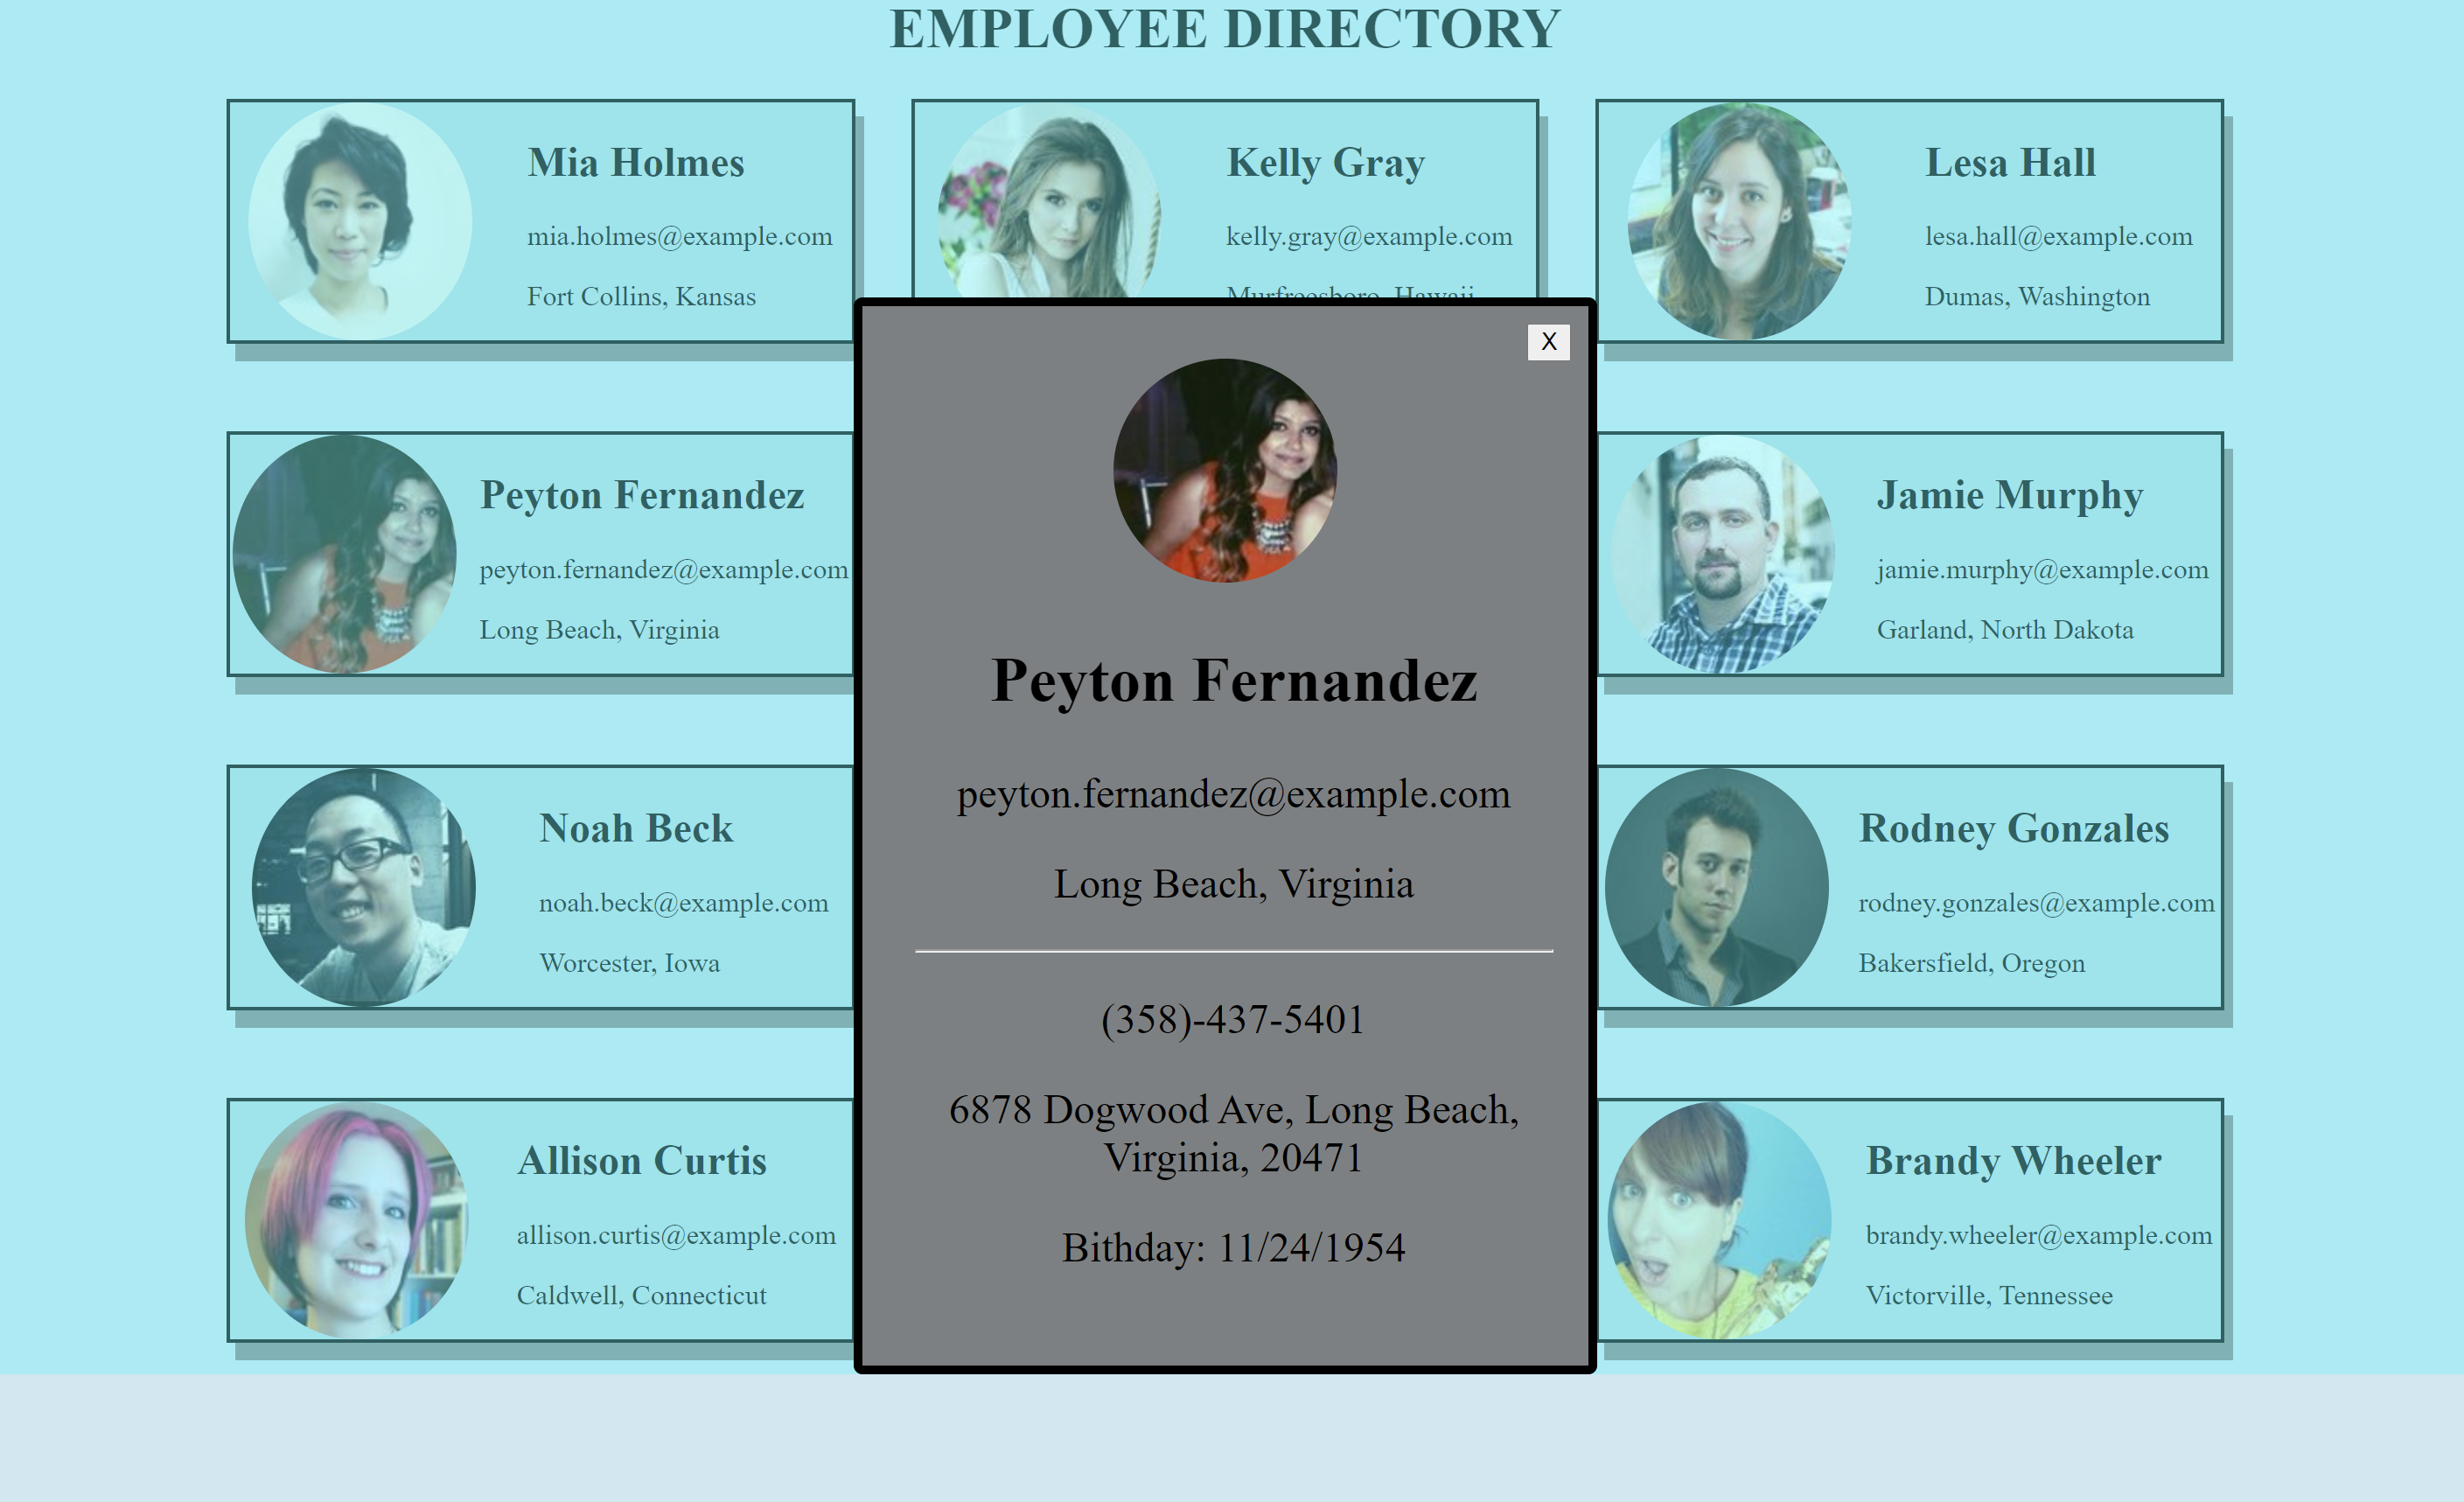 EMPLOYEE DIRECTORY
Mia Holmes
mia.holmes@example.com
Fort Collins, Kansas
Kelly Gray
kelly.gray@example.com
Murfreesboro, Hawaii
Lesa Hall
lesa.hall@example.com
Dumas, Washington
Peyton Fernandez
peyton.fernandez@example.com
Long Beach, Virginia
X
Peyton Fernandez
peyton.fernandez@example.com
Long Beach, Virginia
(358)-437-5401
6878 Dogwood Ave, Long Beach,
Virginia, 20471
Bithday: 11/24/1954
Jamie Murphy
jamie.murphy@example.com
Garland, North Dakota
Noah Beck
noah.beck@example.com
Worcester, Iowa
Rodney Gonzales
rodney.gonzales@example.com
Bakersfield, Oregon
Allison Curtis
allison.curtis@example.com
Caldwell, Connecticut
Brandy Wheeler
brandy.wheeler@example.com
Victorville, Tennessee